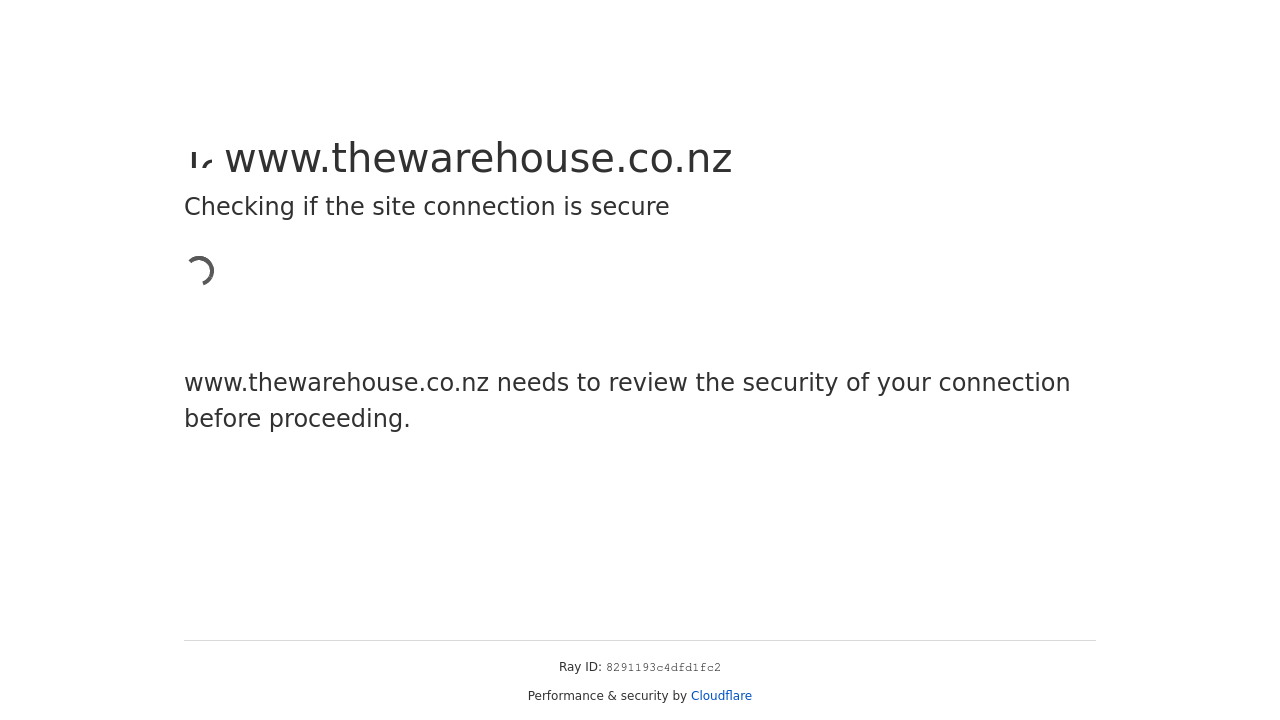 www.thewarehouse.co.nz
Checking if the site connection is secure
www.thewarehouse.co.nz needs to review the security of your connection
before proceeding.
Ray ID: 8291193c4dfd1fc2
Performance & security by Cloudflare